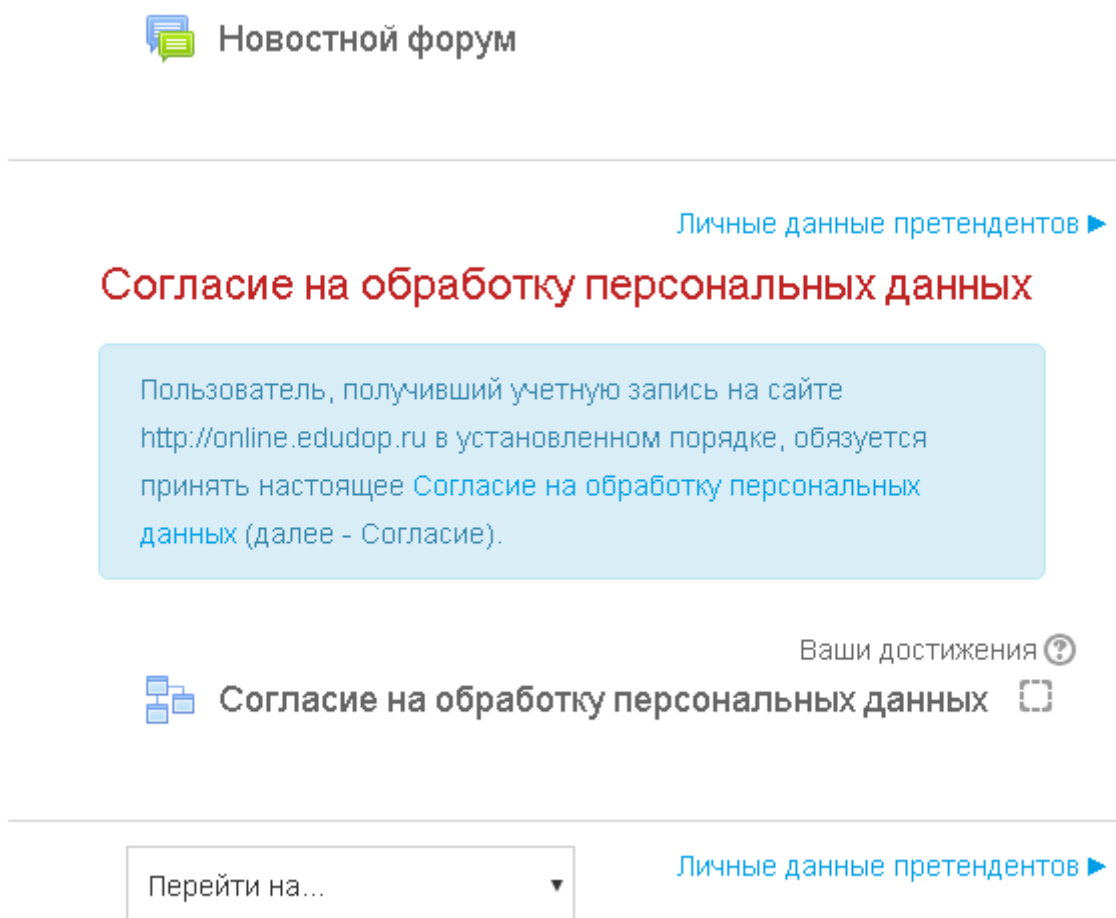 Новостной форум
Личные данные претендентов ►
Согласие на обработку персональных данных
Пользователь, получивший учетную запись на сайте
http://online.edudop.ru в установленном порядке, обязуется
принять настоящее Согласие на обработку персональных
данных (далее - Согласие).
Ваши достижения
Согласие на обработку персональных данных
Перейти на...
Личные данные претендентов ►